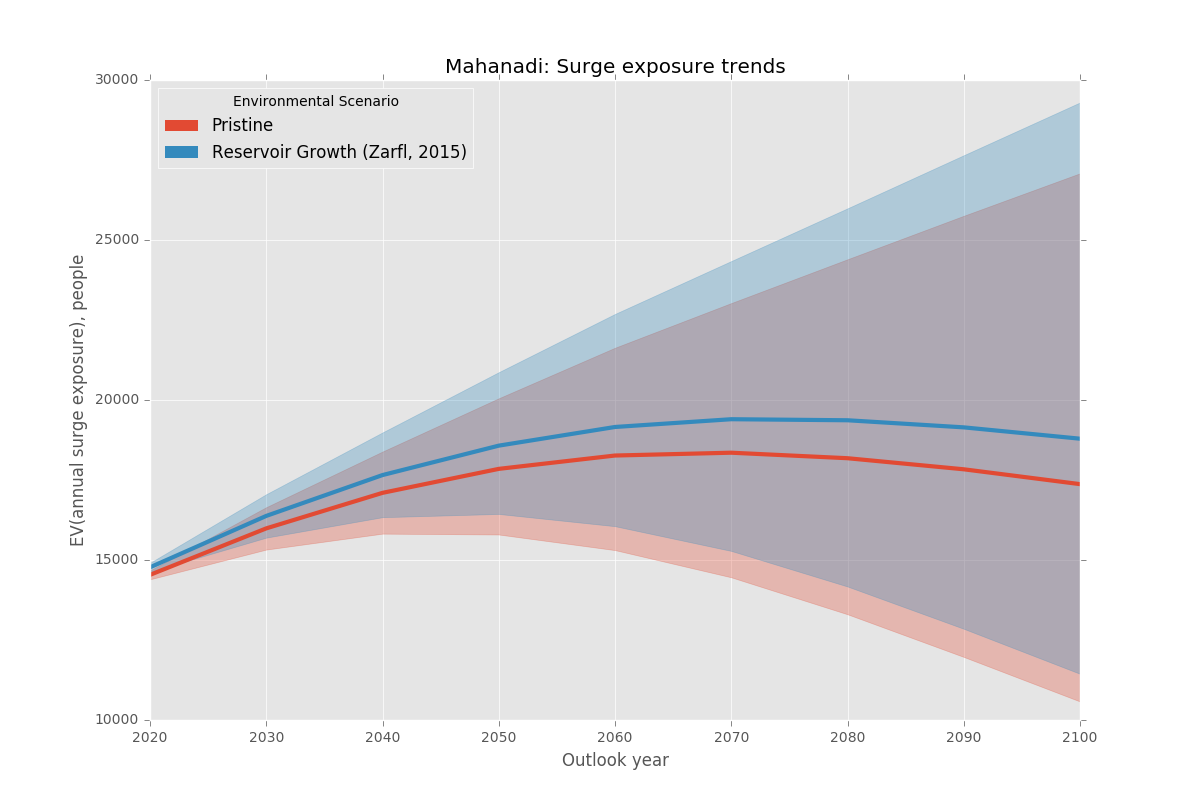 Mahanadi: Surge exposure trends
Environmental Scenario
Pristine
Reservoir Growth (Zarfl, 2015)
EV(annual surge exposure), people
30000
25000
20000
15000
10000
2020 2030 2040 2050 2060 2070 2080 2090 2100
Outlook year